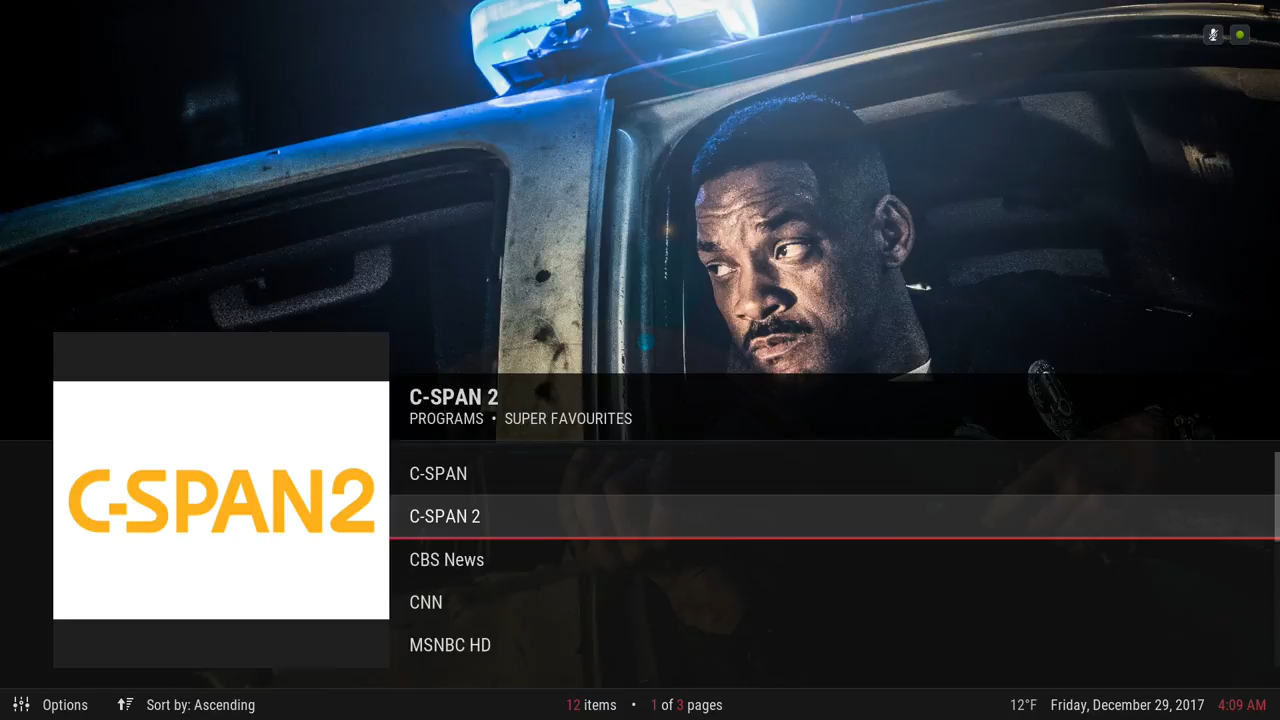 C-SPAN 2
PROGRAMS • SUPER FAVOURITES
C-SPAN2
C-SPAN
C-SPAN 2
CBS News
CNN
MSNBC HD
Options
Sort by: Ascending
12 items • 1 of 3 pages
12°F Friday, December 29, 2017 4:09 AM